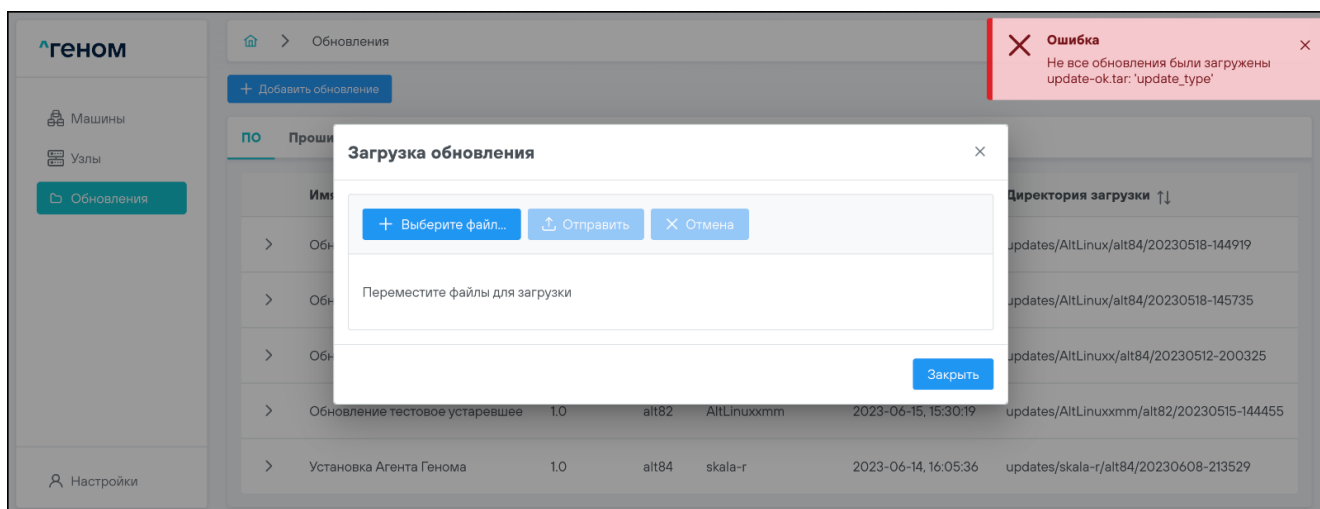 ^геном
Обновления
Ошибка
Не все обновления были загружены
update-ok.tar: 'update_type'
+ Добавить обновление
Машины
Узлы
Обновления
Настройки
ПО
Загрузка обновления
+ Выберите файл...
Отправить
Отмена
Переместите файлы для загрузки
Закрыть
Директория загрузки
updates/AltLinux/alt84/20230518-144919
updates/AltLinux/alt84/20230518-145735
updates/AltLinuxx/alt84/20230512-200325
Обновление тестовое устаревшее 1.0 alt82 AltLinuxxmm 2023-06-15, 15:30:19 updates/AltLinuxxmm/alt82/20230515-144455
Установка Агента Генома 1.0 alt84 skala-r 2023-06-14, 16:05:36 updates/skala-r/alt84/20230608-213529